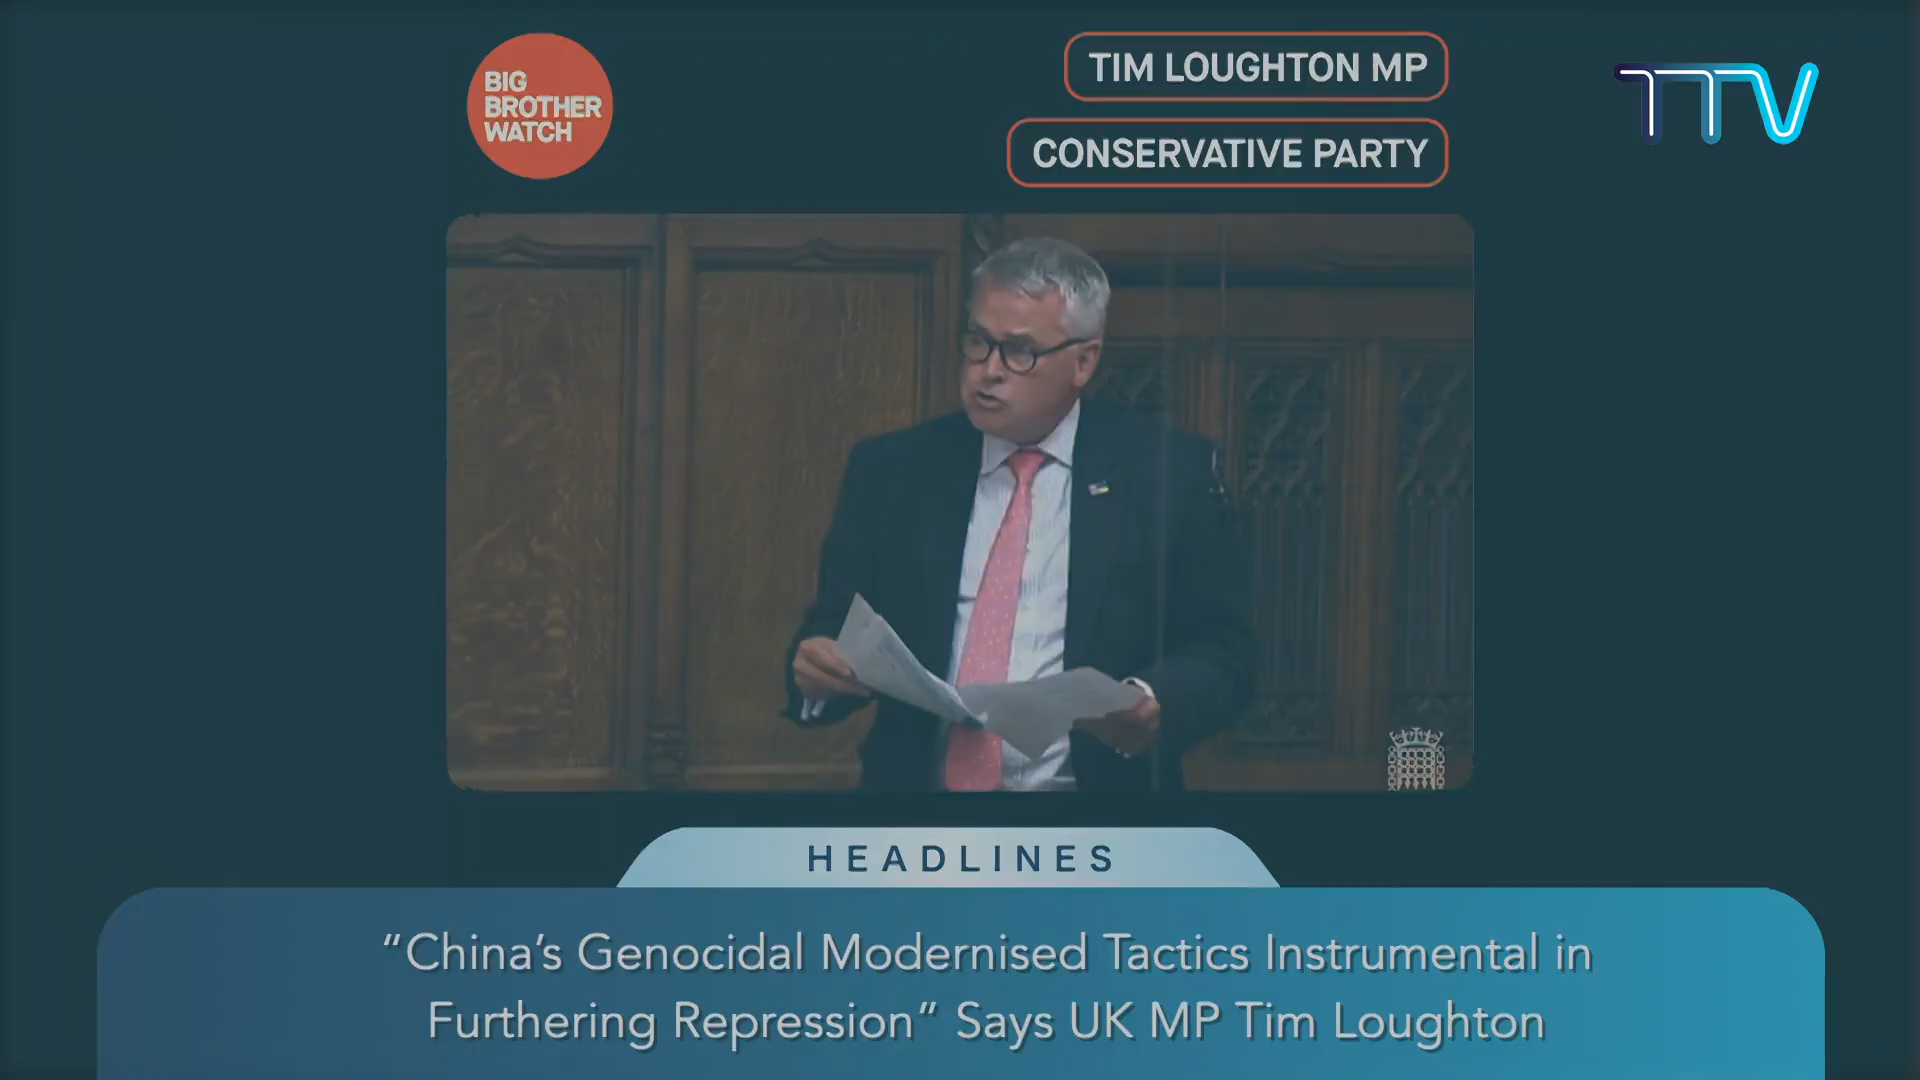 BIG
BROTHER
WATCH
TIM LOUGHTON MP
CONSERVATIVE PARTY
TTV
HEADLINES
“China’s Genocidal Modernised Tactics Instrumental in
Furthering Repression” Says UK MP Tim Loughton